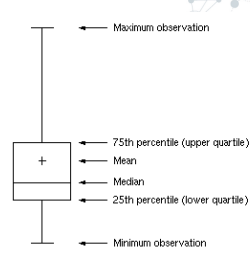 Maximum observation
75th percentile (upper quartile)
Mean
Median
25th percentile (lower quartile)
Minimum observation